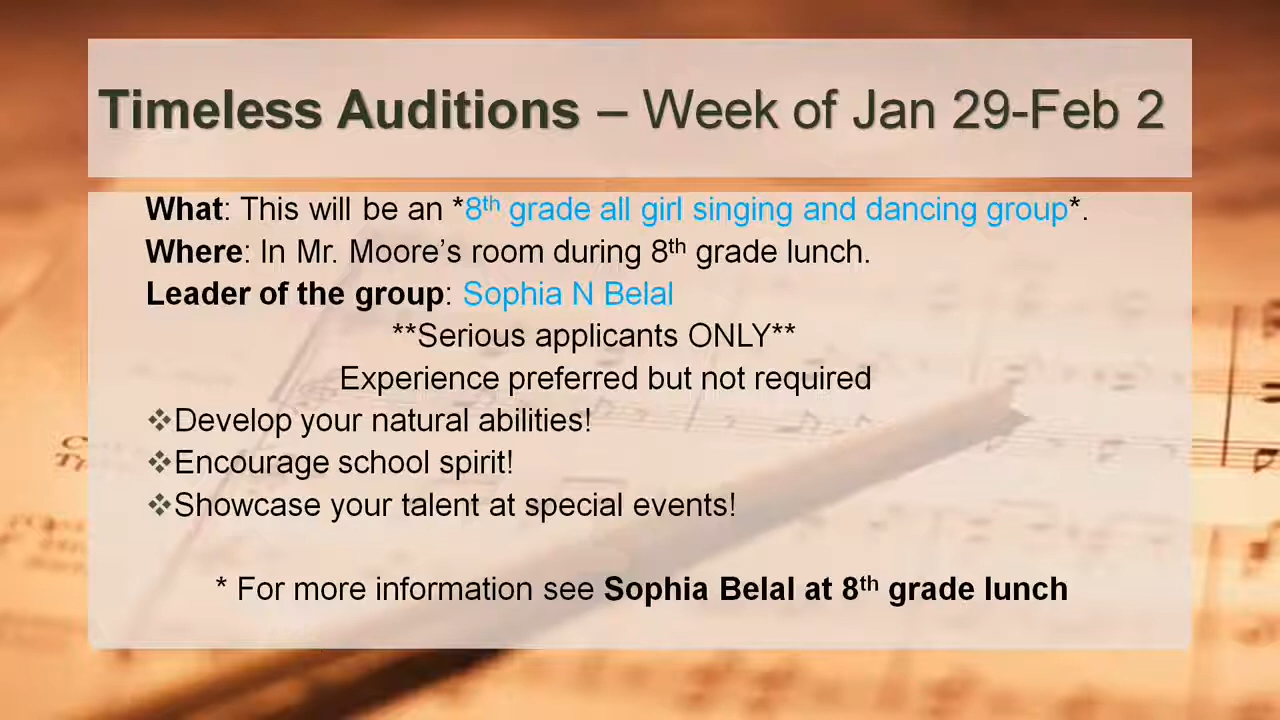 Timeless Auditions – Week of Jan 29-Feb 2
What: This will be an *8th grade all girl singing and dancing group*.
Where: In Mr. Moore’s room during 8th grade lunch.
Leader of the group: Sophia N Belal
**Serious applicants ONLY**
Experience preferred but not required
❖Develop your natural abilities!
❖Encourage school spirit!
❖Showcase your talent at special events!
* For more information see Sophia Belal at 8th grade lunch